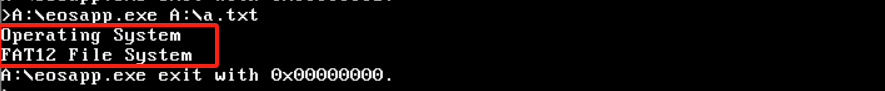 >A:\eosapp.exe A:\a.txt
Operating System
FAT12 File System
A:\eosapp.exe exit with 0x00000000.